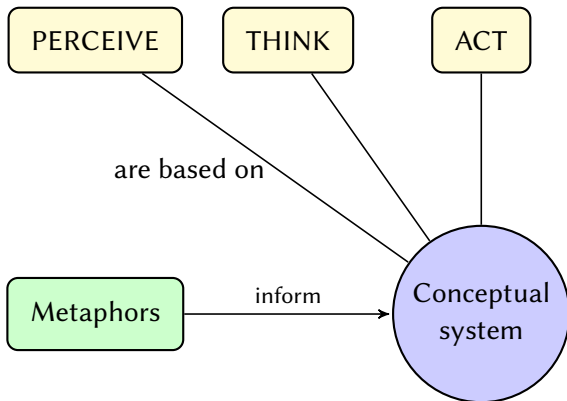 PERCEIVE
THINK
ACT
are based on
Metaphors
inform
Conceptual
system